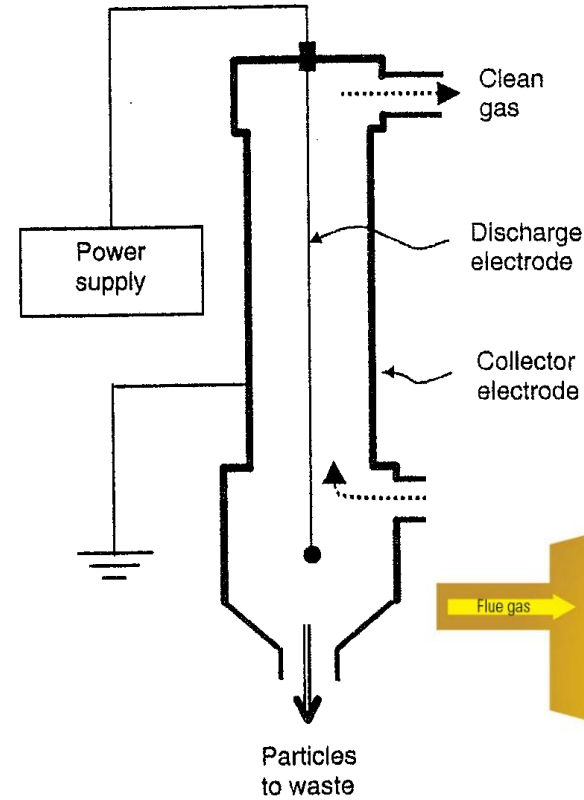 Clean
gas
Power
supply
Discharge
electrode
Collector
electrode
Flue gas
Particles
to waste